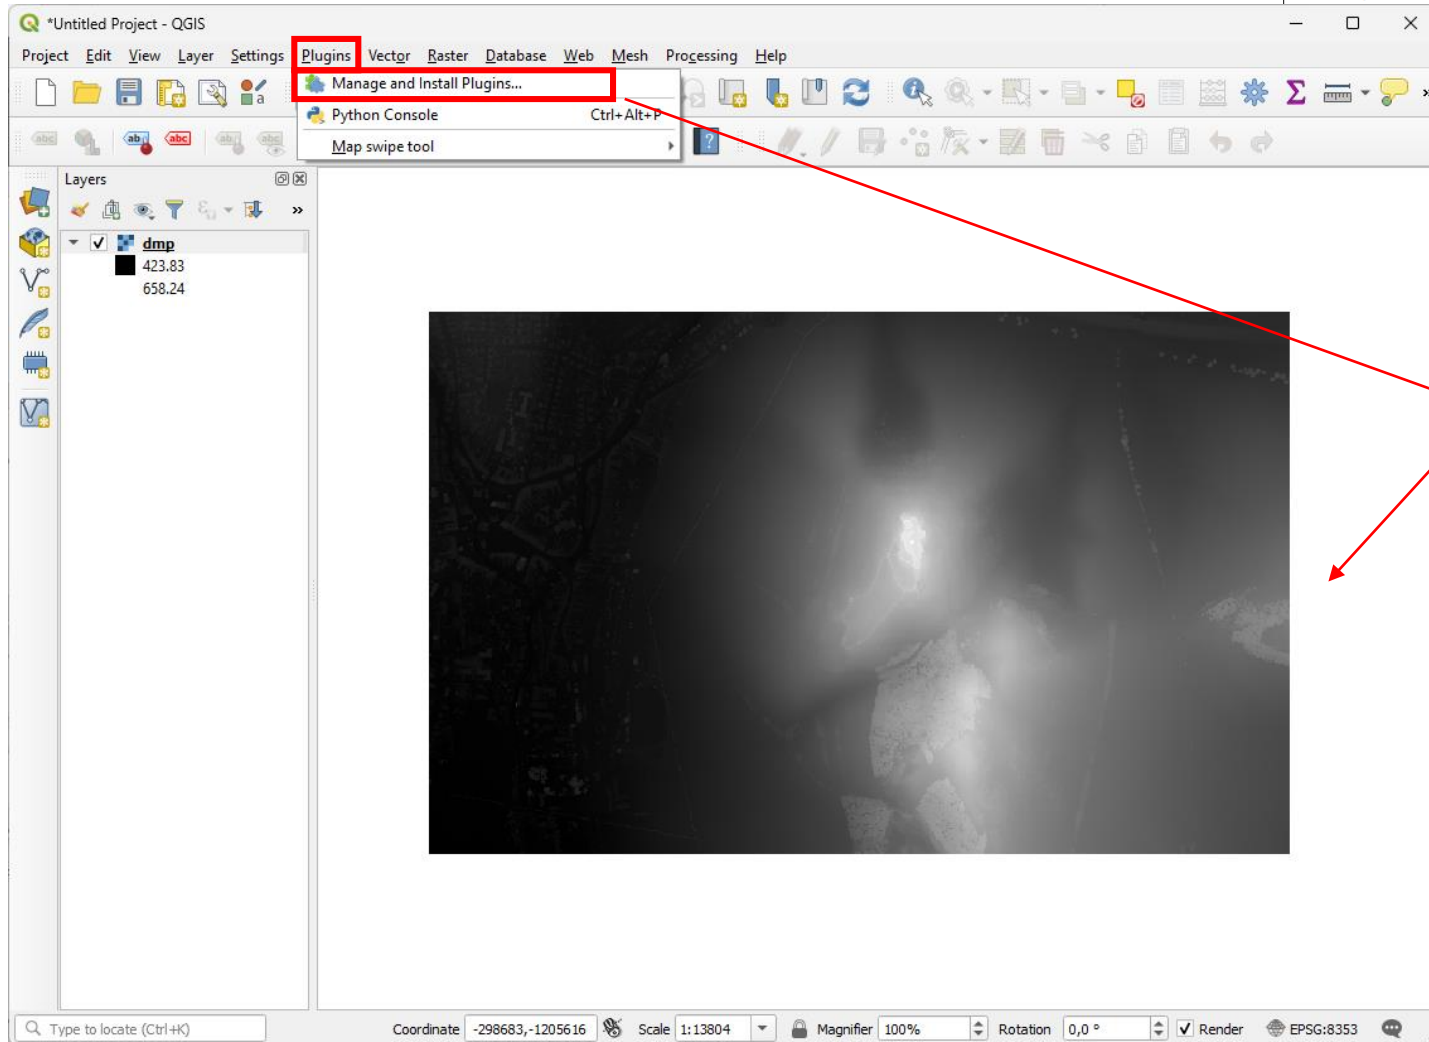 *Untitled Project - QGIS
Project Edit View Layer Settings Plugins Vector Raster Database Web Mesh Processing Help
Manage and Install Plugins...
Python Console Ctrl+Alt+P
Map swipe tool
Layers
dmp
423.83
658.24
Type to locate (Ctrl+K) Coordinate -298683,-1205616 Scale 1:13804 Magnifier 100% Rotation 0,0 ° Render EPSG:8353